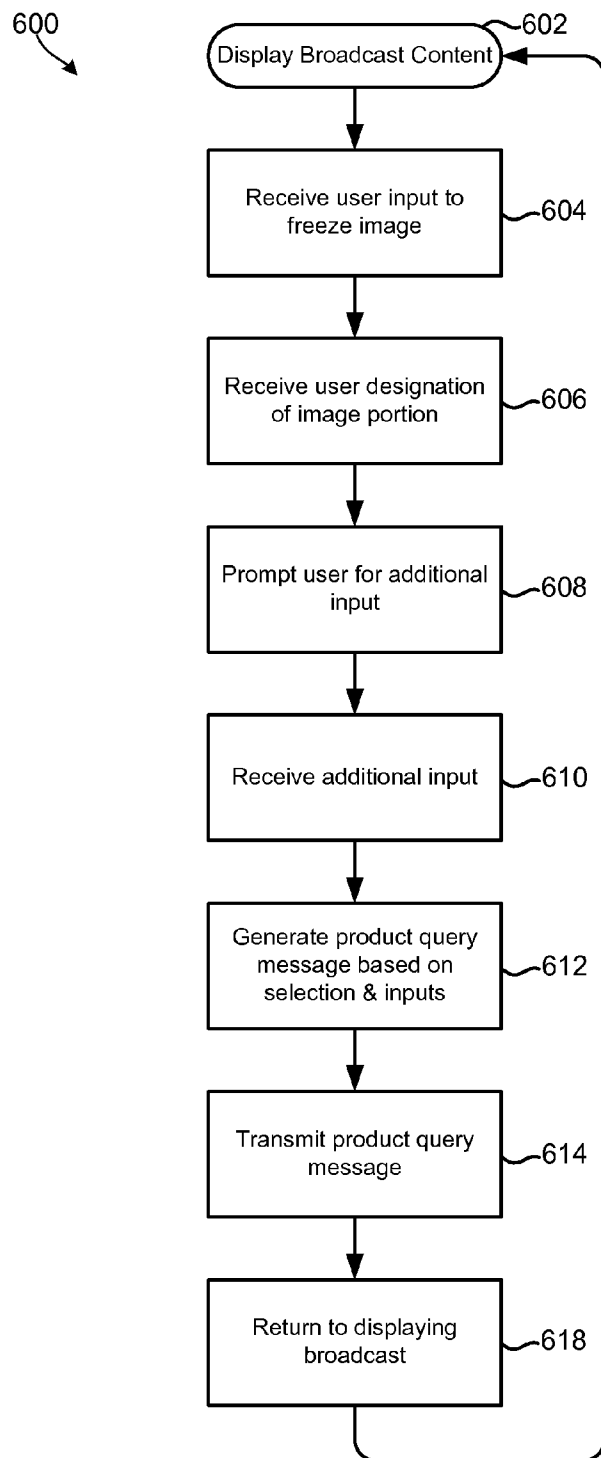 600
602
Display Broadcast Content
Receive user input to
freeze image
604
Receive user designation
of image portion
606
Prompt user for additional
input
608
Receive additional input
610
Generate product query
message based on
selection & inputs
612
Transmit product query
message
614
Return to displaying
broadcast
618